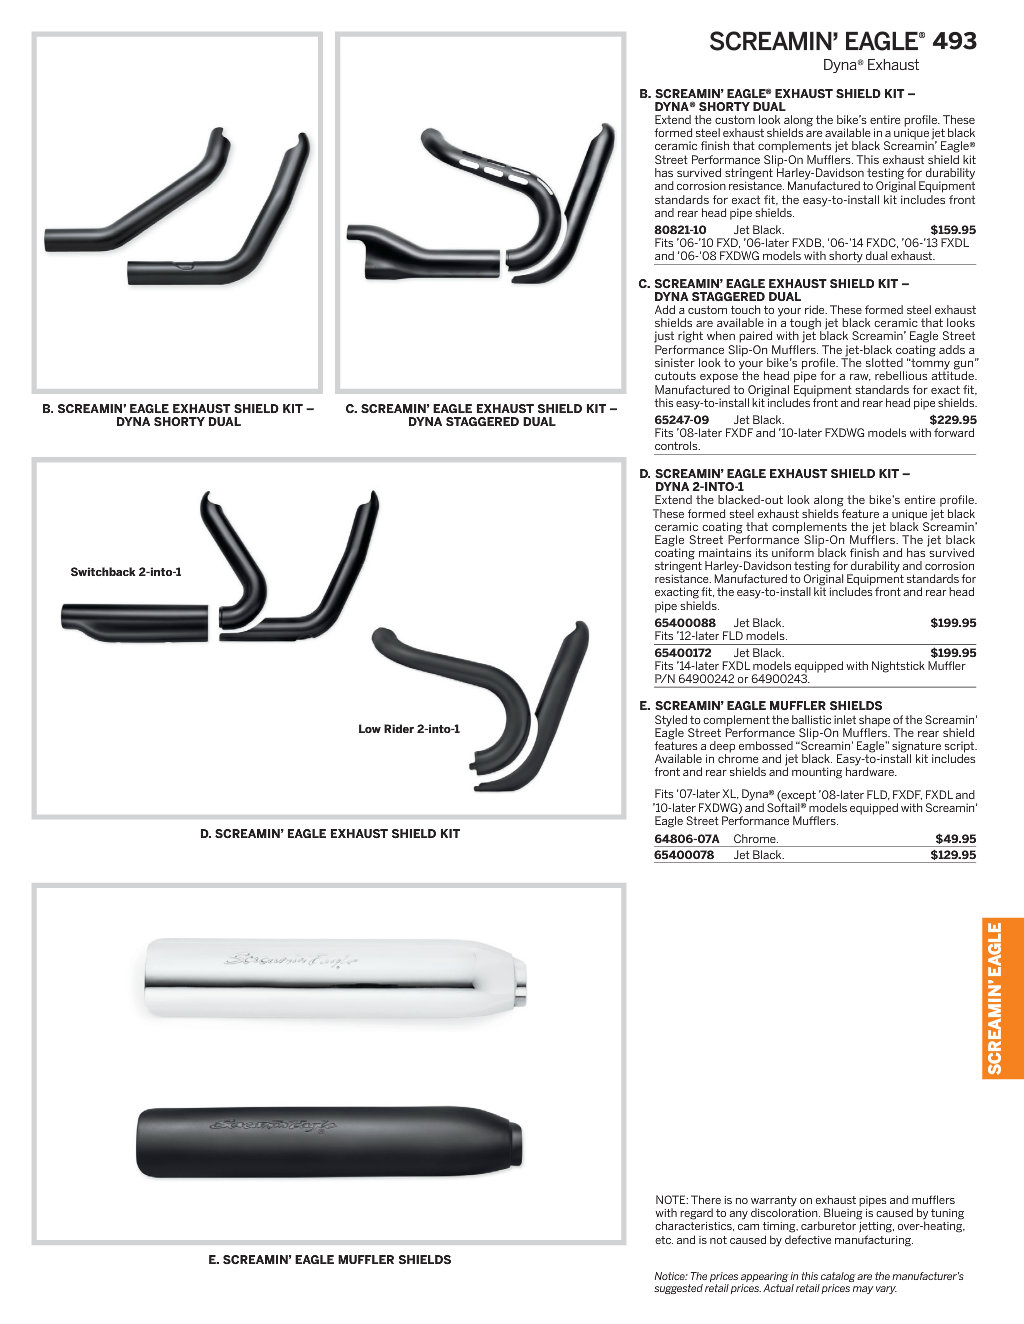 SCREAMIN’ EAGLE® 493
Dyna® Exhaust
B. SCREAMIN’ EAGLE EXHAUST SHIELD KIT –
DYNA SHORTY DUAL
C. SCREAMIN’ EAGLE EXHAUST SHIELD KIT –
DYNA STAGGERED DUAL
Switchback 2-into-1
Low Rider 2-into-1
D. SCREAMIN’ EAGLE EXHAUST SHIELD KIT
Screamin Eagle
®
Screamin Eagle
®
E. SCREAMIN’ EAGLE MUFFLER SHIELDS
B. SCREAMIN’ EAGLE® EXHAUST SHIELD KIT –
DYNA® SHORTY DUAL
Extend the custom look along the bike’s entire profile. These
formed steel exhaust shields are available in a unique jet black
ceramic finish that complements jet black Screamin’ Eagle®
Street Performance Slip-On Mufflers. This exhaust shield kit
has survived stringent Harley-Davidson testing for durability
and corrosion resistance. Manufactured to Original Equipment
standards for exact fit, the easy-to-install kit includes front
and rear head pipe shields.
80821-10 Jet Black. $159.95
Fits ’06-’10 FXD, ’06-later FXDB, ‘06-’14 FXDC, ’06-’13 FXDL
and ’06-’08 FXDWG models with shorty dual exhaust.
C. SCREAMIN’ EAGLE EXHAUST SHIELD KIT –
DYNA STAGGERED DUAL
Add a custom touch to your ride. These formed steel exhaust
shields are available in a tough jet black ceramic that looks
just right when paired with jet black Screamin’ Eagle Street
Performance Slip-On Mufflers. The jet-black coating adds a
sinister look to your bike’s profile. The slotted “tommy gun”
cutouts expose the head pipe for a raw, rebellious attitude.
Manufactured to Original Equipment standards for exact fit,
this easy-to-install kit includes front and rear head pipe shields.
65247-09 Jet Black. $229.95
Fits ’08-later FXDF and ’10-later FXDWG models with forward
controls.
D. SCREAMIN’ EAGLE EXHAUST SHIELD KIT –
DYNA 2-INTO-1
Extend the blacked-out look along the bike’s entire profile.
These formed steel exhaust shields feature a unique jet black
ceramic coating that complements the jet black Screamin’
Eagle Street Performance Slip-On Mufflers. The jet black
coating maintains its uniform black finish and has survived
stringent Harley-Davidson testing for durability and corrosion
resistance. Manufactured to Original Equipment standards for
exacting fit, the easy-to-install kit includes front and rear head
pipe shields.
65400088 Jet Black. $199.95
Fits ’12-later FLD models.
65400172 Jet Black. $199.95
Fits ’14-later FXDL models equipped with Nightstick Muffler
P/N 64900242 or 64900243.
E. SCREAMIN’ EAGLE MUFFLER SHIELDS
Styled to complement the ballistic inlet shape of the Screamin’
Eagle Street Performance Slip-On Mufflers. The rear shield
features a deep embossed “Screamin’ Eagle” signature script.
Available in chrome and jet black. Easy-to-install kit includes
front and rear shields and mounting hardware.
Fits ’07-later XL, Dyna® (except ’08-later FLD, FXDF, FXDL and
’10-later FXDWG) and Softail® models equipped with Screamin’
Eagle Street Performance Mufflers.
64806-07A Chrome. $49.95
65400078 Jet Black. $129.95
SCREAMIN’ EAGLE
NOTE: There is no warranty on exhaust pipes and mufflers
with regard to any discoloration. Blueing is caused by tuning
characteristics, cam timing, carburetor jetting, over-heating,
etc. and is not caused by defective manufacturing.
Notice: The prices appearing in this catalog are the manufacturer’s
suggested retail prices. Actual retail prices may vary.